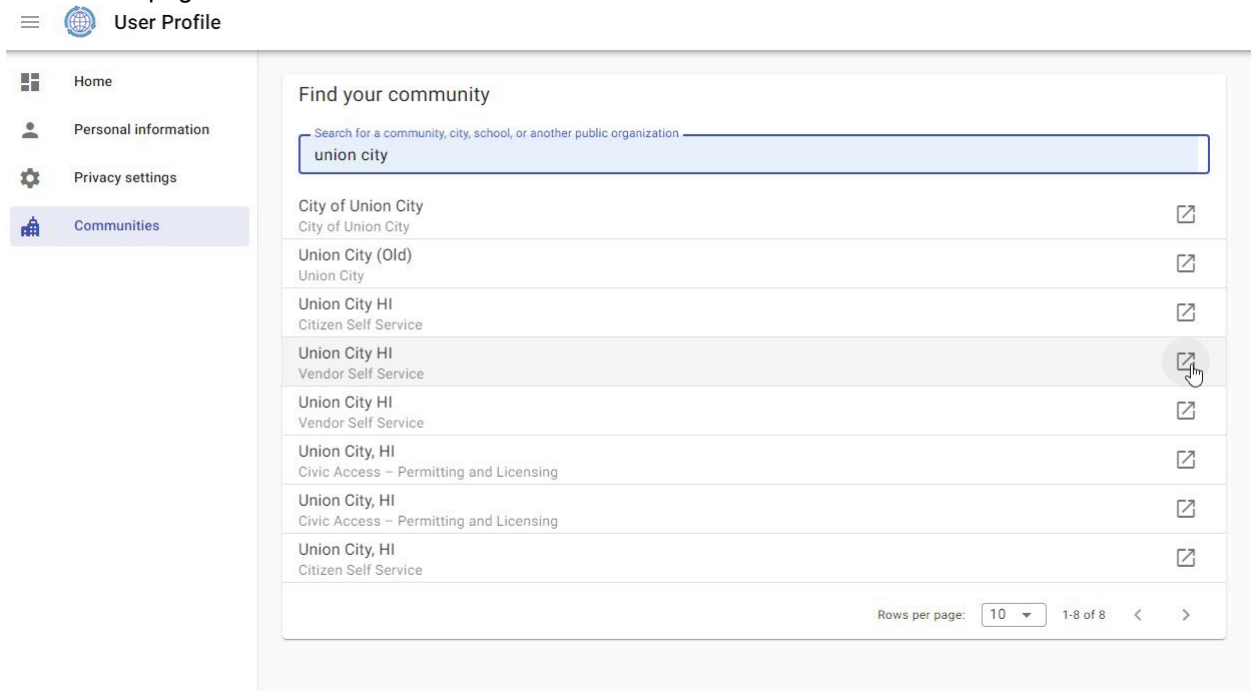 User Profile
Home
Personal information
Privacy settings
Communities
Find your community
Search for a community, city, school, or another public organization
union city
City of Union City
City of Union City
Union City (Old)
Union City
Union City HI
Citizen Self Service
Union City HI
Vendor Self Service
Union City HI
Vendor Self Service
Union City, HI
Civic Access – Permitting and Licensing
Union City, HI
Civic Access – Permitting and Licensing
Union City, HI
Citizen Self Service
Rows per page: 10 1-8 of 8